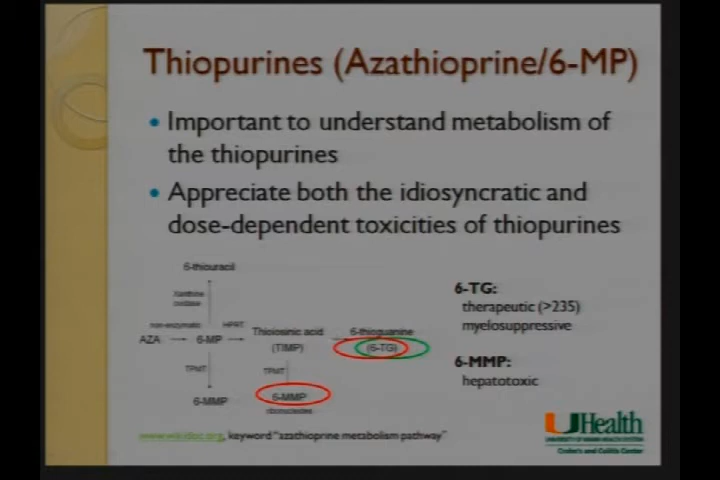 Thiopurines (Azathioprine/6-MP)
• Important to understand metabolism of
the thiopurines
• Appreciate both the idiosyncratic and
dose-dependent toxicities of thiopurines
6-thiouracil
Xanthine
oxidase
non-enzymatic
HPRT
Thioiosinic acid
6-thioguanine
AZA
6-MP
(TIMP)
(6-TG)
TPMT
TPMT
6-MMP
6-MMP
ribonucleotides
6-TG:
therapeutic (>235)
myelosuppressive
6-MMP:
hepatotoxic
www.wikidoc.org, keyword "azathioprine metabolism pathway"
UHealth
UNIVERSITY OF MIAMI HEALTH SYSTEM
Crohn's and Colitis Center